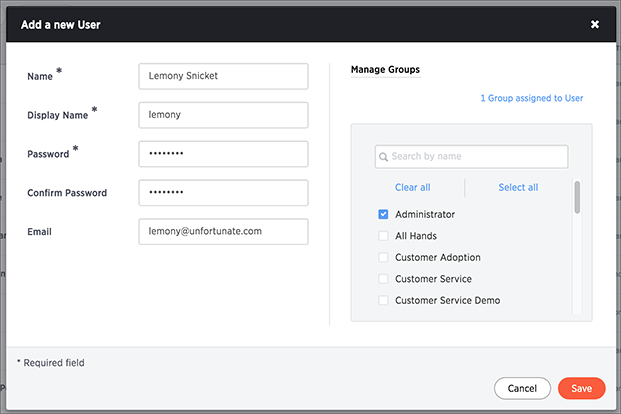 Add a new User
Name *
Lemony Snicket
Display Name *
lemony
Password *
••••••••
Confirm Password
••••••••
Email
lemony@unfortunate.com
Manage Groups
1 Group assigned to User
Search by name
Clear all
Select all
Administrator
All Hands
Customer Adoption
Customer Service
Customer Service Demo
* Required field
Cancel
Save